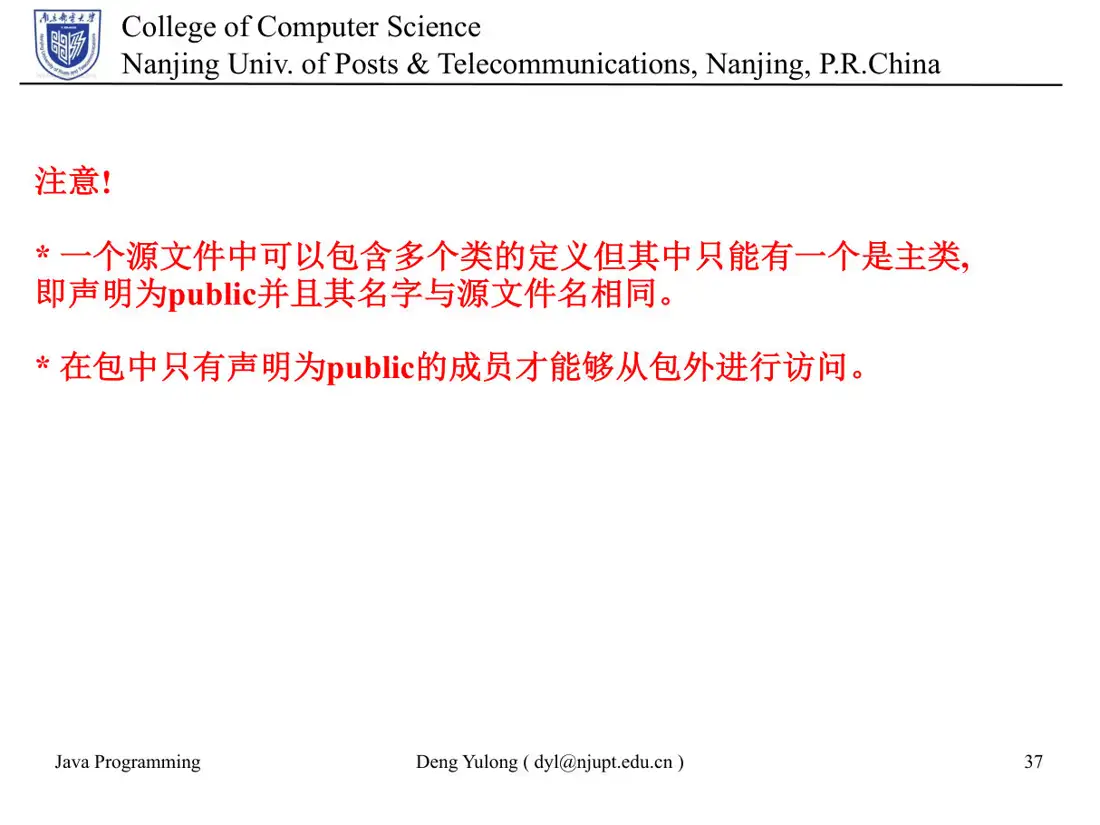 College of Computer Science
Nanjing Univ. of Posts & Telecommunications, Nanjing, P.R.China
注意!
* 一个源文件中可以包含多个类的定义但其中只能有一个是主类,
即声明为public并且其名字与源文件名相同。
* 在包中只有声明为public的成员才能够从包外进行访问。
Java Programming
Deng Yulong ( dyl@njupt.edu.cn )
37